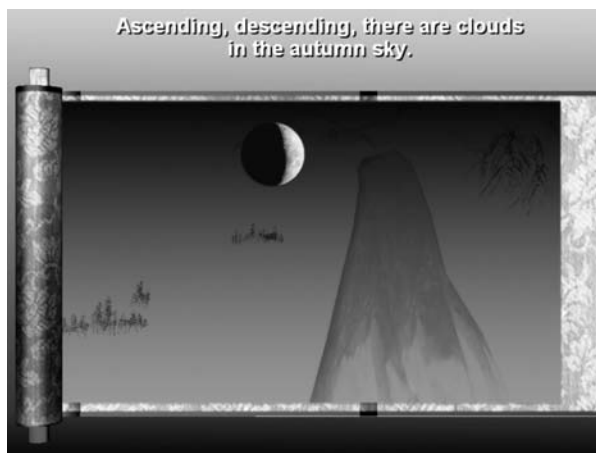 Ascending, descending, there are clouds
in the autumn sky.